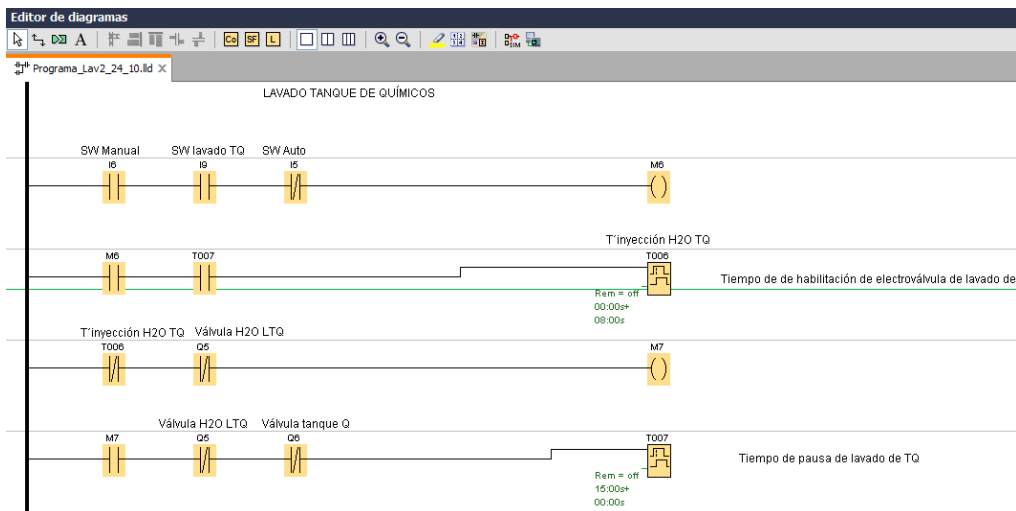 Editor de diagramas
A Co SF L SIM
Programa_Lav2_24_10.lld
LAVADO TANQUE DE QUÍMICOS
SW Manual SW lavado TQ SW Auto
I6 I9 I5 M6
T´inyección H2O TQ
M6 T007 T006
Tiempo de de habilitación de electroválvula de lavado de
Rem = off
00:00s+
08:00s
T´inyección H2O TQ Válvula H2O LTQ
T006 Q5 M7
Válvula H2O LTQ Válvula tanque Q
M7 Q5 Q6 T007
Tiempo de pausa de lavado de TQ
Rem = off
15:00s+
00:00s